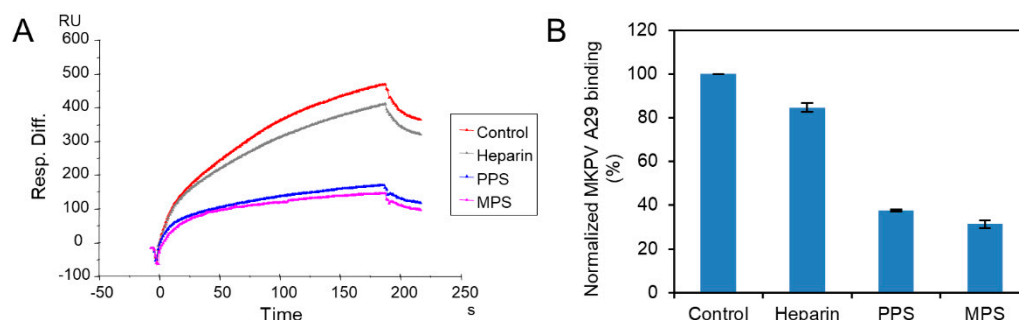 A
RU
600
500
400
300
200
100
0
-100
Resp. Diff.
-50
0
50
100
150
200
250
Time
s
Control
Heparin
PPS
MPS
B
Normalized MKPV A29 binding
(%)
120
100
80
60
40
20
0
Control
Heparin
PPS
MPS